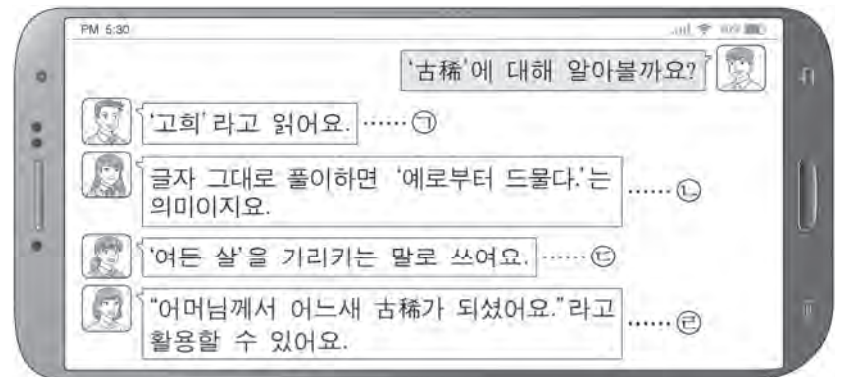 PM 5:30
'古稀'에 대해 알아볼까요?
'고희'라고 읽어요. ······ ㉠
글자 그대로 풀이하면 '예로부터 드물다.'는 ······ ㉡
의미이지요.
'여든 살'을 기리키는 말로 쓰여요. ······ ㉢
"어머님께서 어느새 古稀가 되셨어요."라고 ······ ㉣
활용할 수 있어요.